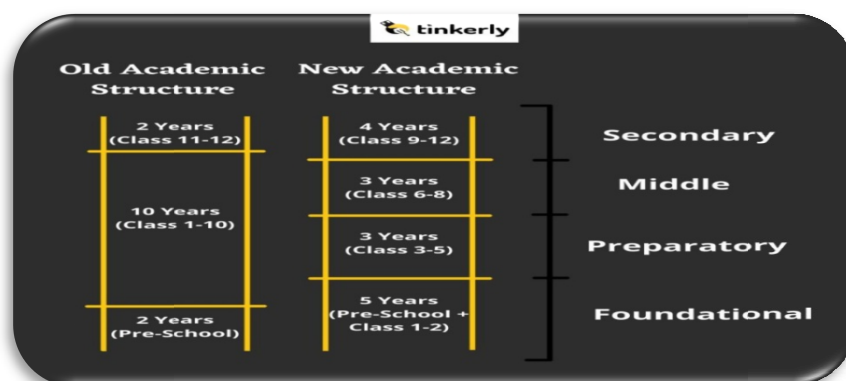 tinkerly
Old Academic
Structure
New Academic
Structure
2 Years
(Class 11-12)
10 Years
(Class 1-10)
2 Years
(Pre-School)
4 Years
(Class 9-12)
3 Years
(Class 6-8)
3 Years
(Class 3-5)
5 Years
(Pre-School +
Class 1-2)
Secondary
Middle
Preparatory
Foundational